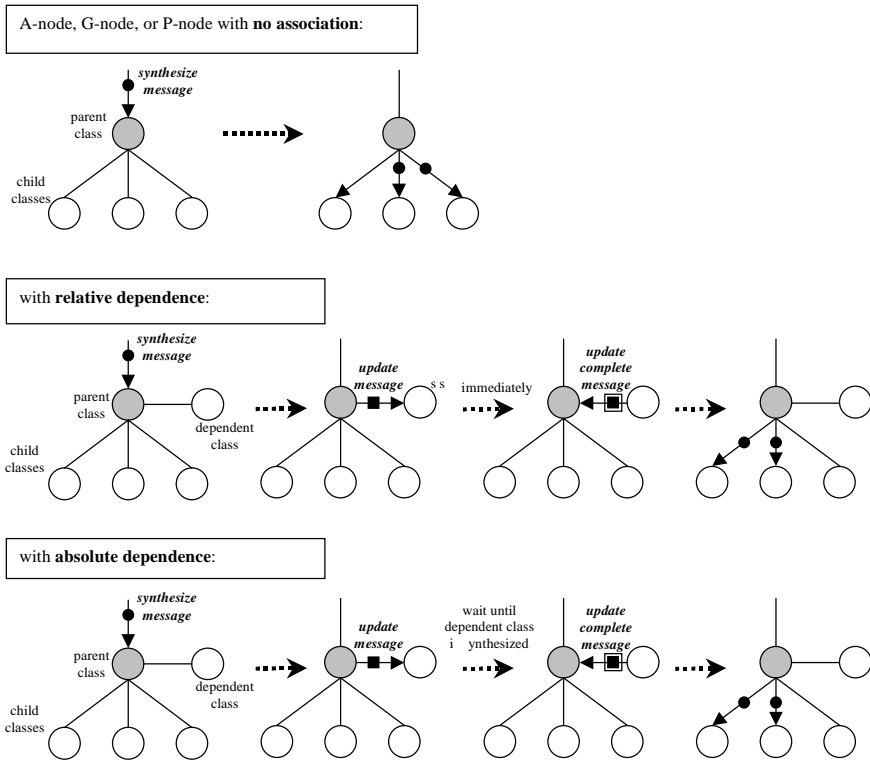 A-node, G-node, or P-node with no association:
synthesize
message
parent
class
child
classes
with relative dependence:
synthesize
message
parent
class
dependent
class
child
classes
update
message
s s
immediately
update
complete
message
with absolute dependence:
synthesize
message
parent
class
dependent
class
child
classes
update
message
wait until
dependent class
i ynthesized
update
complete
message